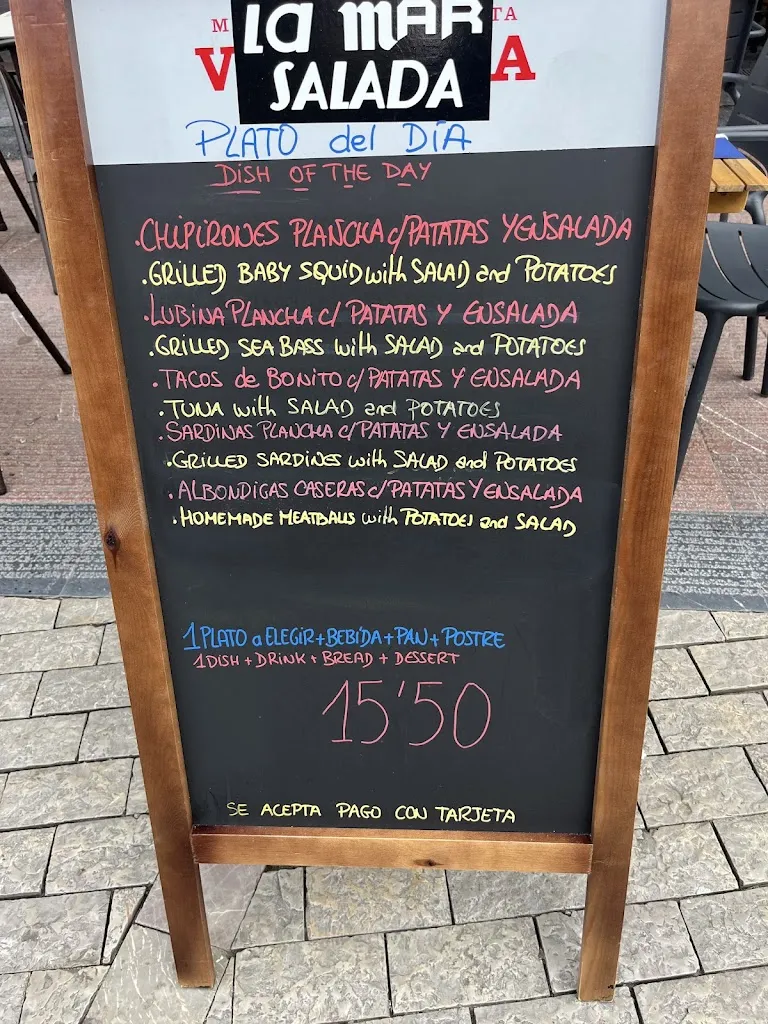 La MAR
SALADA
PLATO del DÍA
DISH OF THE DAY
.CHIPIRONES PLANCHA c/PATATAS Y ENSALADA
.GRILLED BABY SQUID with SALAD and POTATOES
.LUBINA PLANCHA c/ PATATAS Y ENSALADA
.GRILLED SEA BASS with SALAD and POTATOES
.TACOS de BONITO c/PATATAS Y ENSALADA
.TUNA with SALAD and POTATOES
.SARDINAS PLANCHA c/PATATAS Y ENSALADA
.GRILLED SARDINES with SALAD and POTATOES
.ALBONDIGAS CASERAS c/PATATAS Y ENSALADA
.HOMEMADE MEATBALLS with POTATOES and SALAD
1 PLATO a ELEGIR+BEBÍDA+PAN+POSTRE
1 DISH + DRINK + BREAD + DESSERT
15'50
SE ACEPTA PAGO CON TARJETA